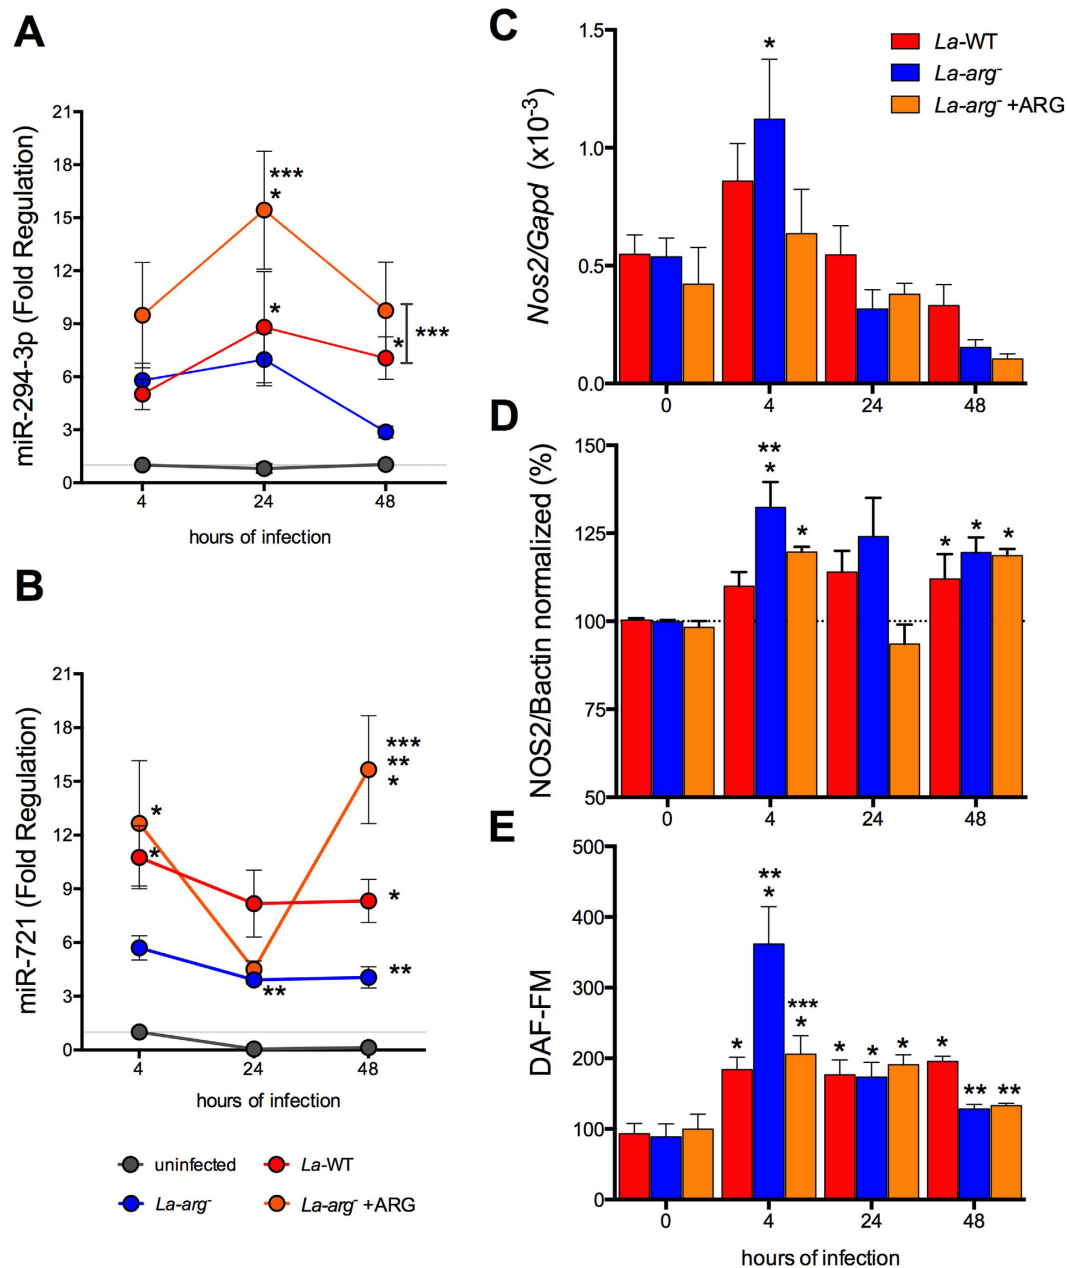 A
miR-294-3p (Fold Regulation)
21
18
15
12
9
6
3
0
***
*
*
*
***
4 24 48
hours of infection
B
miR-721 (Fold Regulation)
21
18
15
12
9
6
3
0
*
*
**
***
**
*
*
**
4 24 48
hours of infection
uninfected La-WT
La-arg- La-arg- +ARG
C
Nos2/Gapd (x10-3)
1.5
1.0
0.5
0.0
*
La-WT
La-arg-
La-arg- +ARG
0 4 24 48
D
NOS2/Bactin normalized (%)
150
125
100
75
50
**
*
*
*
*
*
0 4 24 48
E
DAF-FM
500
400
300
200
100
0
*
**
*
***
*
*
*
*
*
**
**
0 4 24 48
hours of infection